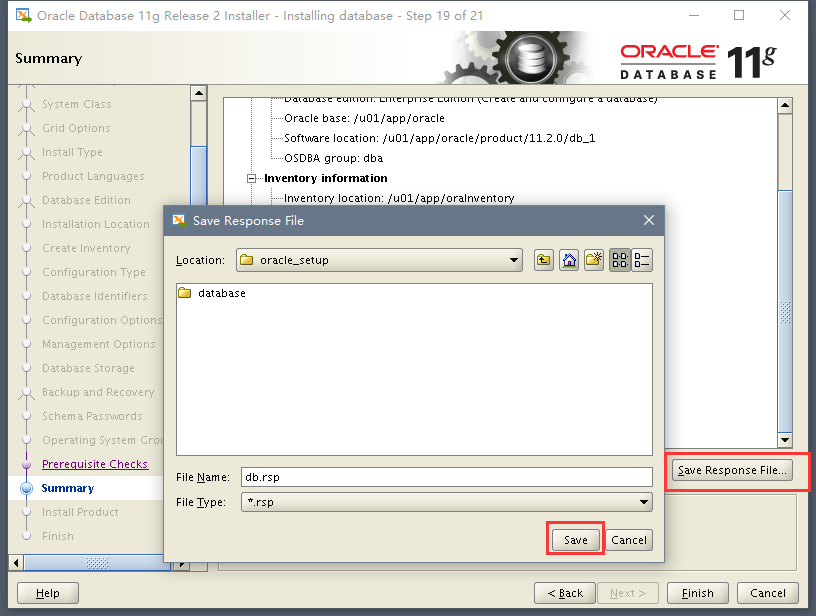 Oracle Database 11g Release 2 Installer - Installing database - Step 19 of 21
Summary
ORACLE
DATABASE 11g
System Class
Grid Options
Install Type
Product Languages
Database Edition
Installation Location
Create Inventory
Configuration Type
Database Identifiers
Configuration Options
Management Options
Database Storage
Backup and Recovery
Schema Passwords
Operating System Grou
Prerequisite Checks
Summary
Install Product
Finish
Database edition: Enterprise Edition (Create and configure a database)
Oracle base: /u01/app/oracle
Software location: /u01/app/oracle/product/11.2.0/db_1
OSDBA group: dba
Inventory information
Inventory location: /u01/app/oraInventory
Save Response File
Location: oracle_setup
database
File Name: db.rsp
File Type: *.rsp
Save Cancel
Save Response File...
Help < Back Next > Finish Cancel